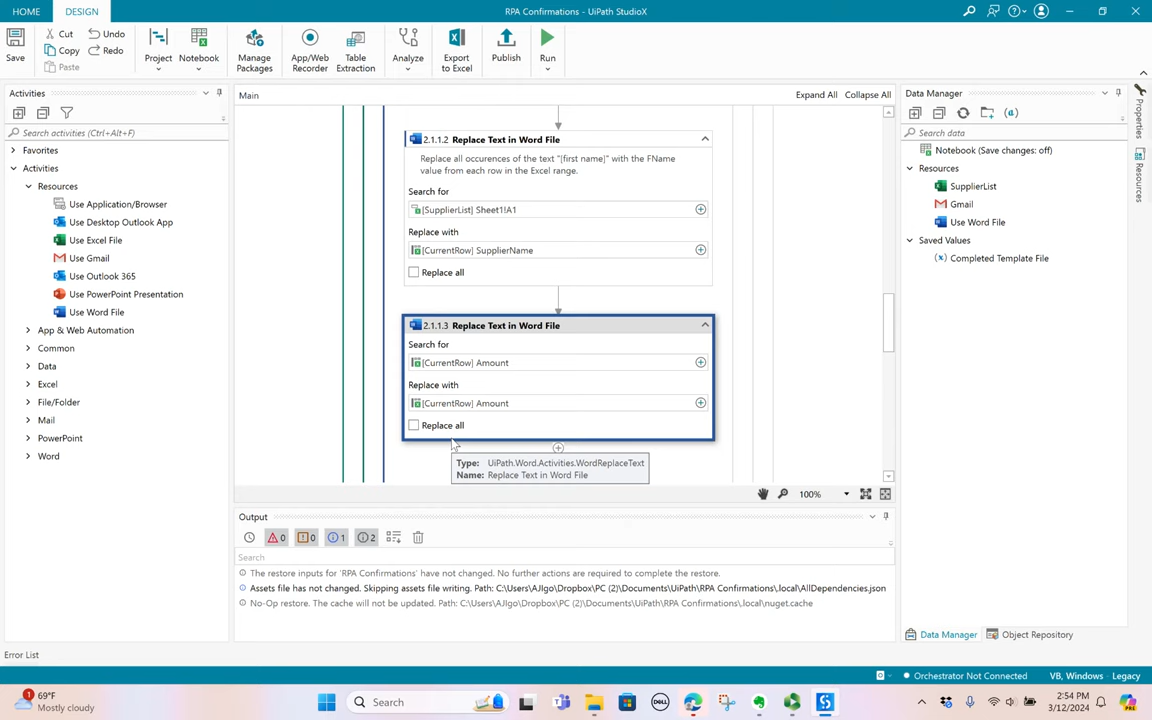 HOME
DESIGN
RPA Confirmations - UiPath StudioX
Save
Cut
Copy
Paste
Undo
Redo
Project
Notebook
Manage
Packages
App/Web
Recorder
Table
Extraction
Analyze
Export
to Excel
Publish
Run
Activities
Search activities (Ctrl+Alt+F)
Favorites
Activities
Resources
Use Application/Browser
Use Desktop Outlook App
Use Excel File
Use Gmail
Use Outlook 365
Use PowerPoint Presentation
Use Word File
App & Web Automation
Common
Data
Excel
File/Folder
Mail
PowerPoint
Word
Main
Expand All
Collapse All
2.1.1.2 Replace Text in Word File
Replace all occurences of the text "[first name]" with the FName
value from each row in the Excel range.
Search for
[SupplierList] Sheet1!A1
Replace with
[CurrentRow] SupplierName
Replace all
2.1.1.3 Replace Text in Word File
Search for
[CurrentRow] Amount
Replace with
[CurrentRow] Amount
Replace all
Type: UiPath.Word.Activities.WordReplaceText
Name: Replace Text in Word File
100%
Output
0
0
1
2
Search
The restore inputs for 'RPA Confirmations' have not changed. No further actions are required to complete the restore.
Assets file has not changed. Skipping assets file writing. Path: C:\Users\AJIgo\Dropbox\PC (2)\Documents\UiPath\RPA Confirmations\.local\AllDependencies.json
No-Op restore. The cache will not be updated. Path: C:\Users\AJIgo\Dropbox\PC (2)\Documents\UiPath\RPA Confirmations\.local\nuget.cache
Data Manager
Search data
Notebook (Save changes: off)
Resources
SupplierList
Gmail
Use Word File
Saved Values
Completed Template File
Data Manager
Object Repository
Properties
Resources
Error List
Orchestrator Not Connected
VB, Windows - Legacy
1
69°F
Mostly cloudy
Search
DELL
2:54 PM
3/12/2024